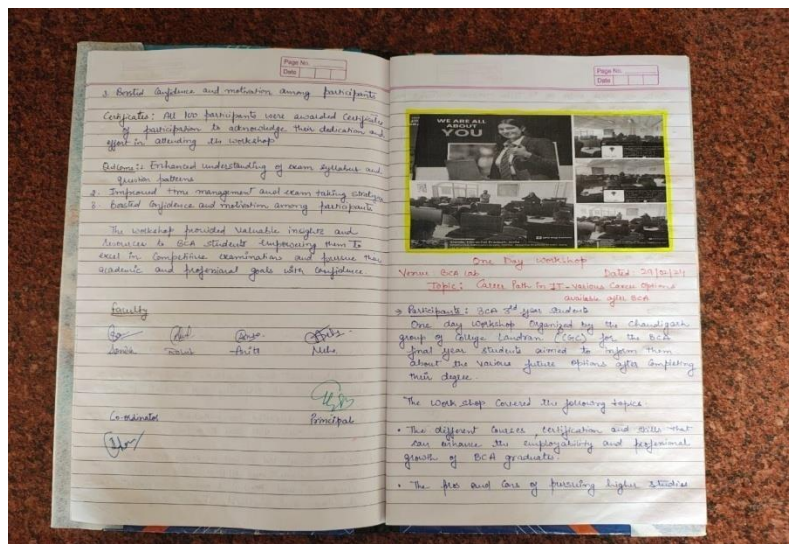 Page No.
Date
3. Boosted Confidence and motivation among participants
Certificates: All 100 participants were awarded Certificates
of participation to acknowledge their dedication and
effort in attending the workshop
Outcome: 1. Enhanced understanding of exam syllabus and
question patterns
2. Improved time management and exam taking strategies
3. Boosted Confidence and motivation among participants
The workshop provided valuable insights and
resources to BCA students empowering them to
excel in Competitive examinations and pursue their
academic and professional goals with confidence
Faculty
Co-ordinator
Principal
Page No.
Date
WE ARE ALL
ABOUT
YOU
One Day Workshop
Venue: BCA Lab
Topic: Career Path in IT - Various Career options
available after BCA
→ Participants: BCA 3rd year students
One day workshop Organized by the Chandigarh
group of College Landran (CGC) for the BCA
final year students aimed to inform them
about the various future options after completing
their degree.
The workshop Covered the following topics.
• The different Courses, certification and skills that
can enhance the employability and professional
growth of BCA graduates.
• The pros and Cons of pursuing higher studies